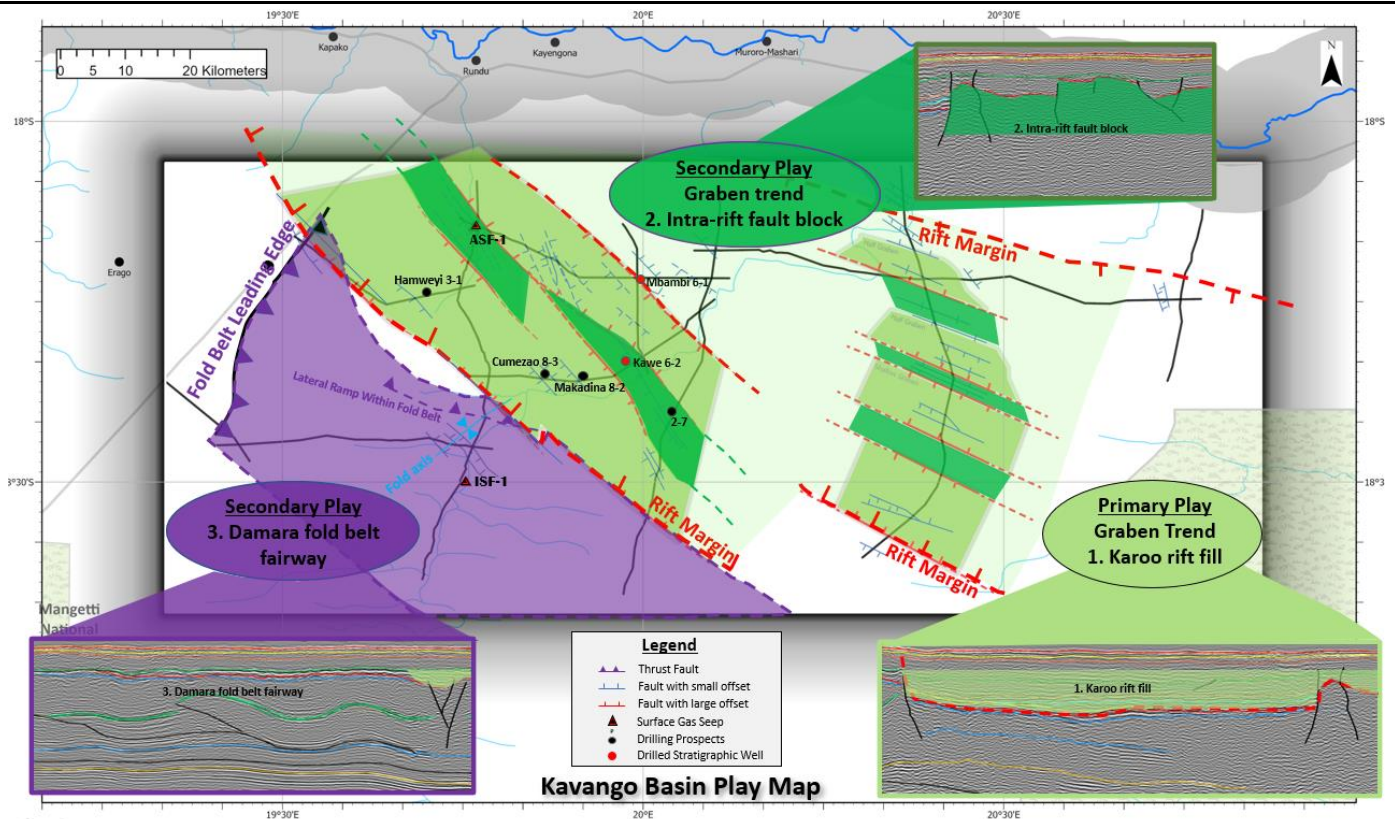 19°30'E
20°E
20°30'E
Kapako
Rundu
Kayengona
Muroro-Mashari
N
0 5 10 20 Kilometers
18°S
18°S
2. Intra-rift fault block
Secondary Play
Graben trend
2. Intra-rift fault block
Rift Margin
Erago
Fold Belt Leading Edge
ASF-1
Hamweyi 3-1
Mbambi 6-1
Half Graben
Half Graben
Cumezao 8-3
Makadina 8-2
Kawe 6-2
Lateral Ramp Within Fold Belt
2-7
Fold axis
ISF-1
8°30'S
18°3
Rift Margin
Rift Margin
Secondary Play
3. Damara fold belt
fairway
Primary Play
Graben Trend
1. Karoo rift fill
Mangetti
National
3. Damara fold belt fairway
Legend
Thrust Fault
Fault with small offset
Fault with large offset
Surface Gas Seep
Drilling Prospects
Drilled Stratigraphic Well
1. Karoo rift fill
Kavango Basin Play Map
19°30'E
20°E
20°30'E